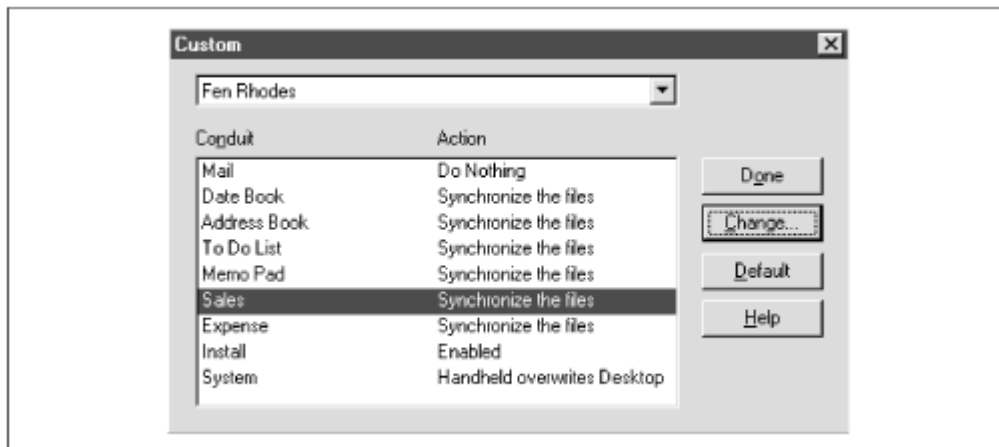 Custom
Fen Rhodes
Conduit Action
Mail Do Nothing
Date Book Synchronize the files
Address Book Synchronize the files
To Do List Synchronize the files
Memo Pad Synchronize the files
Sales Synchronize the files
Expense Synchronize the files
Install Enabled
System Handheld overwrites Desktop
Done
Change...
Default
Help